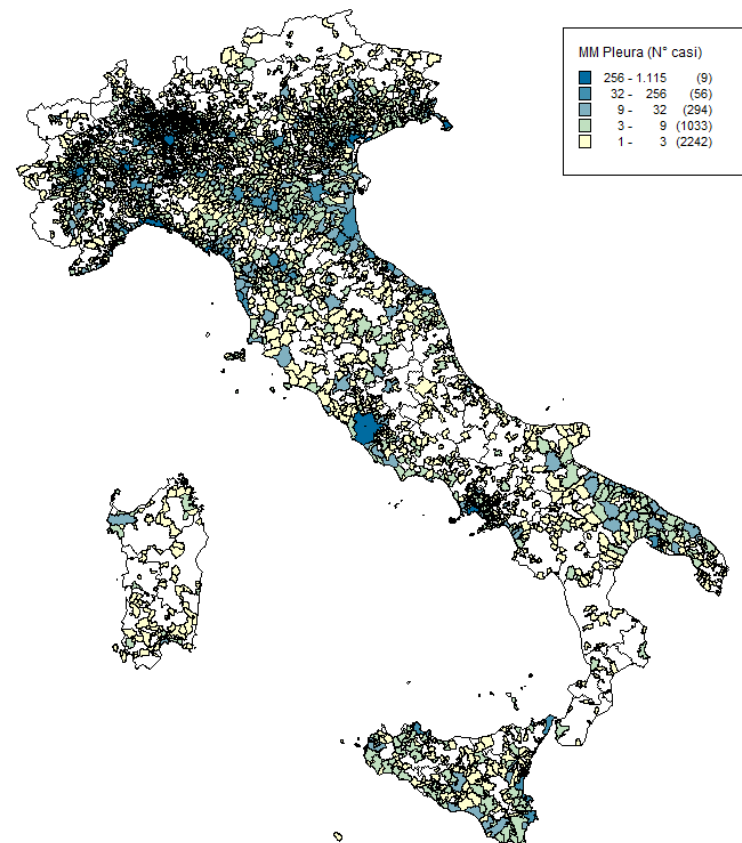 MM Pleura (N° casi)
256 - 1.115 (9)
32 - 256 (56)
9 - 32 (294)
3 - 9 (1033)
1 - 3 (2242)